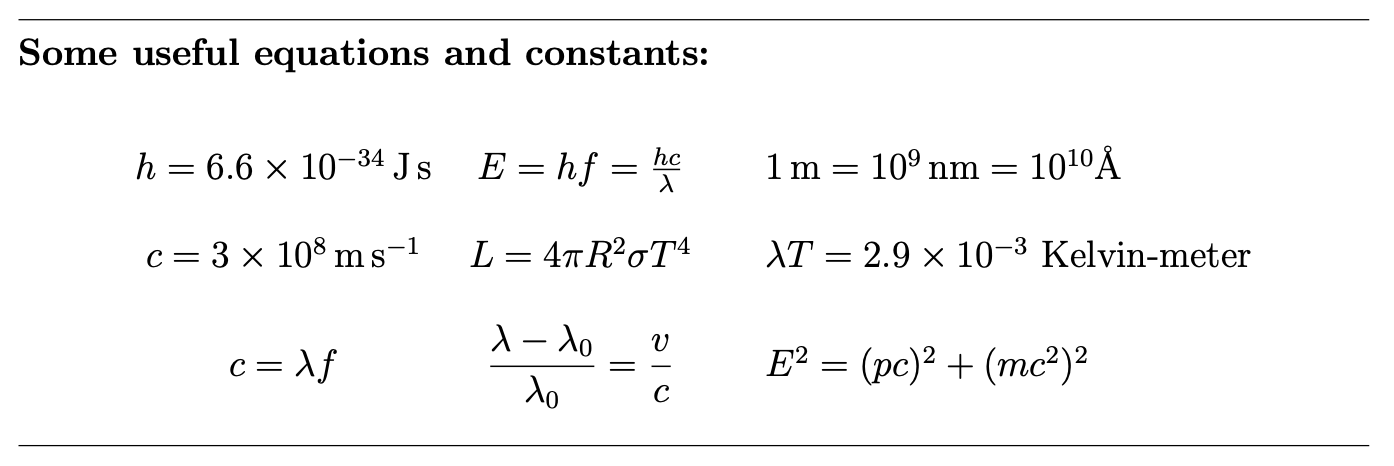 Some useful equations and constants:
h = 6.6 × 10⁻³⁴ J s    E = hf = hc/λ    1 m = 10⁹ nm = 10¹⁰Å
c = 3 × 10⁸ m s⁻¹    L = 4πR²σT⁴    λT = 2.9 × 10⁻³ Kelvin-meter
c = λf    (λ − λ₀)/λ₀ = v/c    E² = (pc)² + (mc²)²